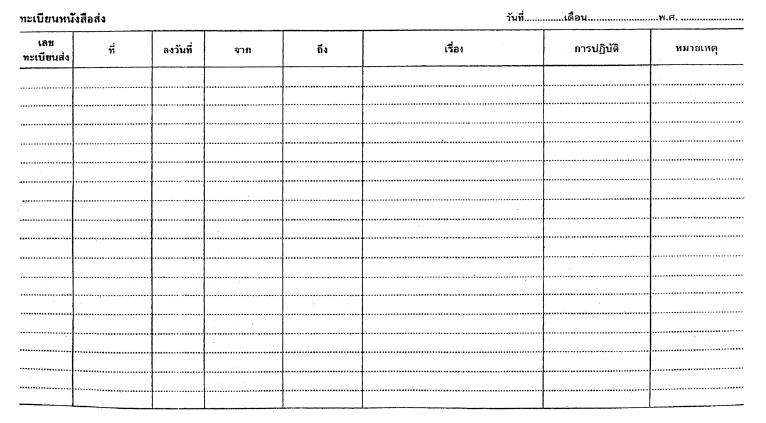 ทะเบียนหนังสือส่ง วันที่..............เดือน........................พ.ศ. .....................
เลข
ทะเบียนส่ง ที่ ลงวันที่ จาก ถึง เรื่อง การปฏิบัติ หมายเหตุ